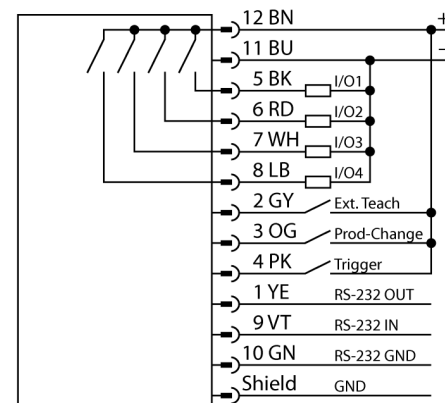 12 BN +
11 BU –
5 BK I/O1
6 RD I/O2
7 WH I/O3
8 LB I/O4
2 GY Ext. Teach
3 OG Prod-Change
4 PK Trigger
1 YE RS-232 OUT
9 VT RS-232 IN
10 GN RS-232 GND
Shield GND